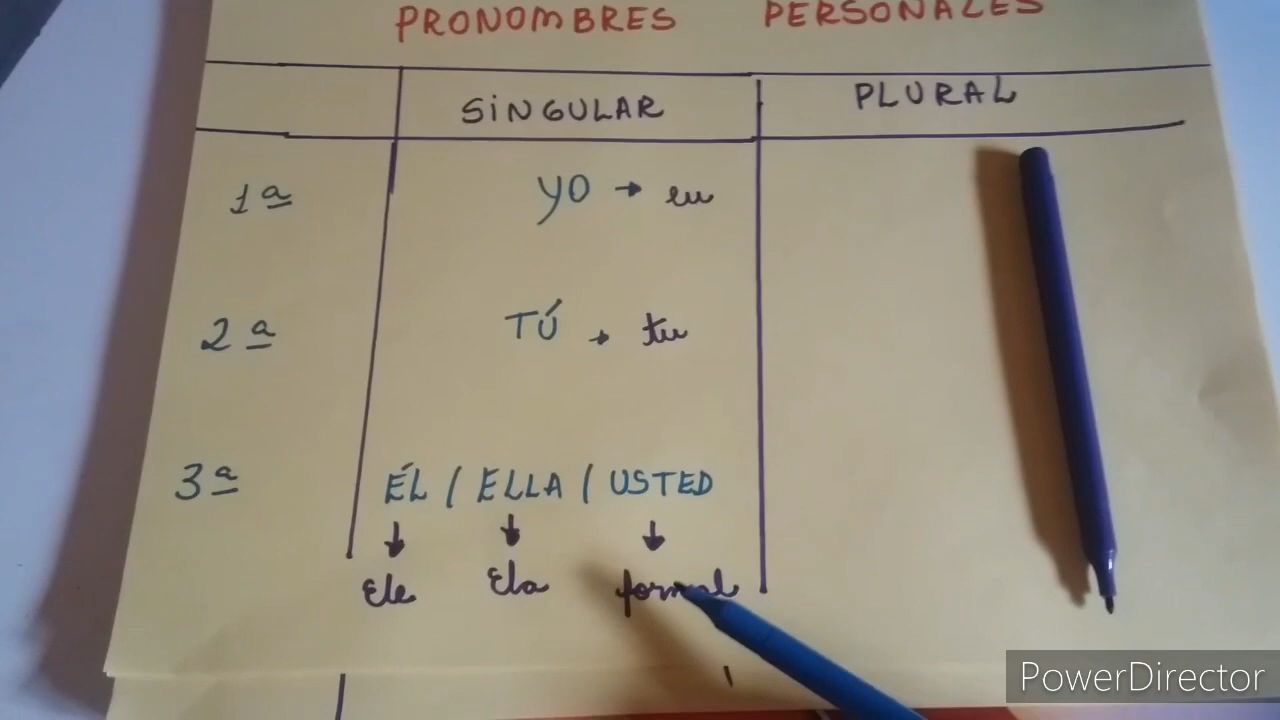 PRONOMBRES PERSONALES
SINGULAR PLURAL
1ª YO → eu
2ª TÚ → tu
3ª ÉL / ELLA / USTED
↓ ↓ ↓
Ele Ela formal
PowerDirector